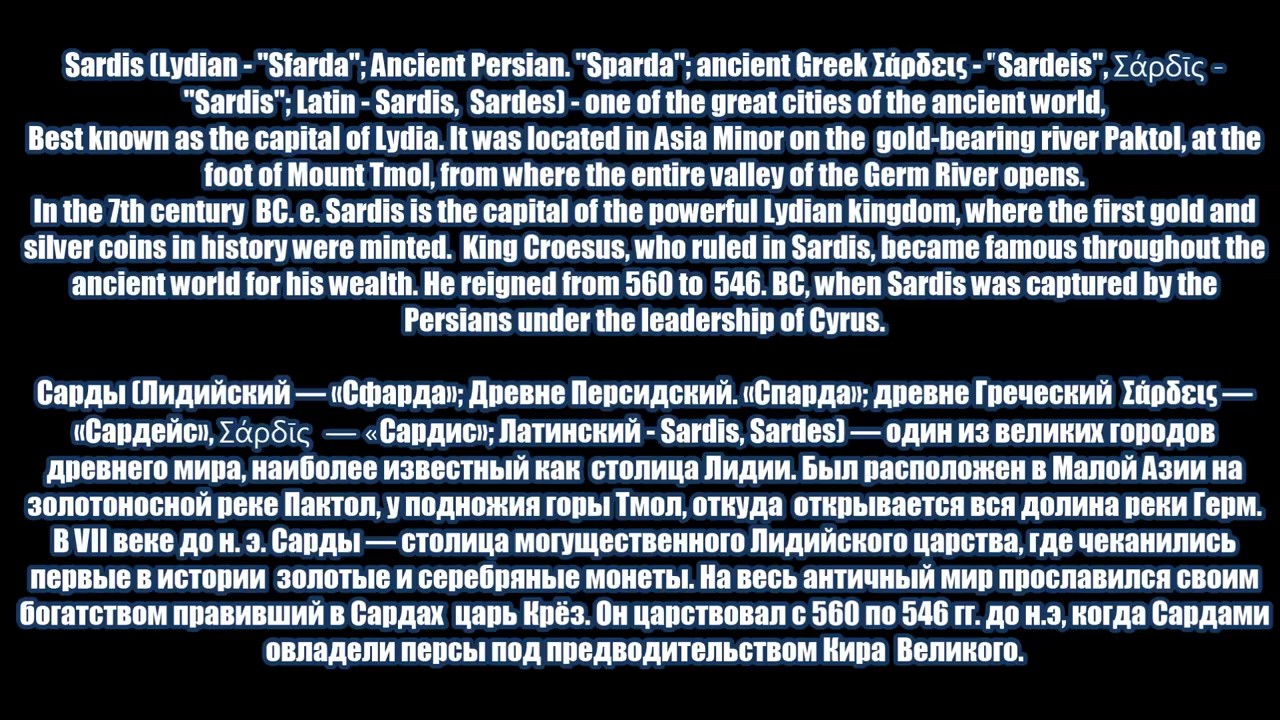 Sardis (Lydian - "Sfarda"; Ancient Persian. "Sparda"; ancient Greek Σάρδεις - "Sardeis", Σάρδῑς -
"Sardis"; Latin - Sardis, Sardes) - one of the great cities of the ancient world,
Best known as the capital of Lydia. It was located in Asia Minor on the gold-bearing river Paktol, at the
foot of Mount Tmol, from where the entire valley of the Germ River opens.
In the 7th century BC. e. Sardis is the capital of the powerful Lydian kingdom, where the first gold and
silver coins in history were minted. King Croesus, who ruled in Sardis, became famous throughout the
ancient world for his wealth. He reigned from 560 to 546. BC, when Sardis was captured by the
Persians under the leadership of Cyrus.
Сарды (Лидийский — «Сфарда»; Древне Персидский. «Спарда»; древне Греческий Σάρδεις —
«Сардейс», Σάρδῑς — «Сардис»; Латинский - Sardis, Sardes) — один из великих городов
древнего мира, наиболее известный как столица Лидии. Был расположен в Малой Азии на
золотоносной реке Пактол, у подножия горы Тмол, откуда открывается вся долина реки Герм.
В VII веке до н. э. Сарды — столица могущественного Лидийского царства, где чеканились
первые в истории золотые и серебряные монеты. На весь античный мир прославился своим
богатством правивший в Сардах царь Крёз. Он царствовал с 560 по 546 гг. до н.э, когда Сардами
овладели персы под предводительством Кира Великого.